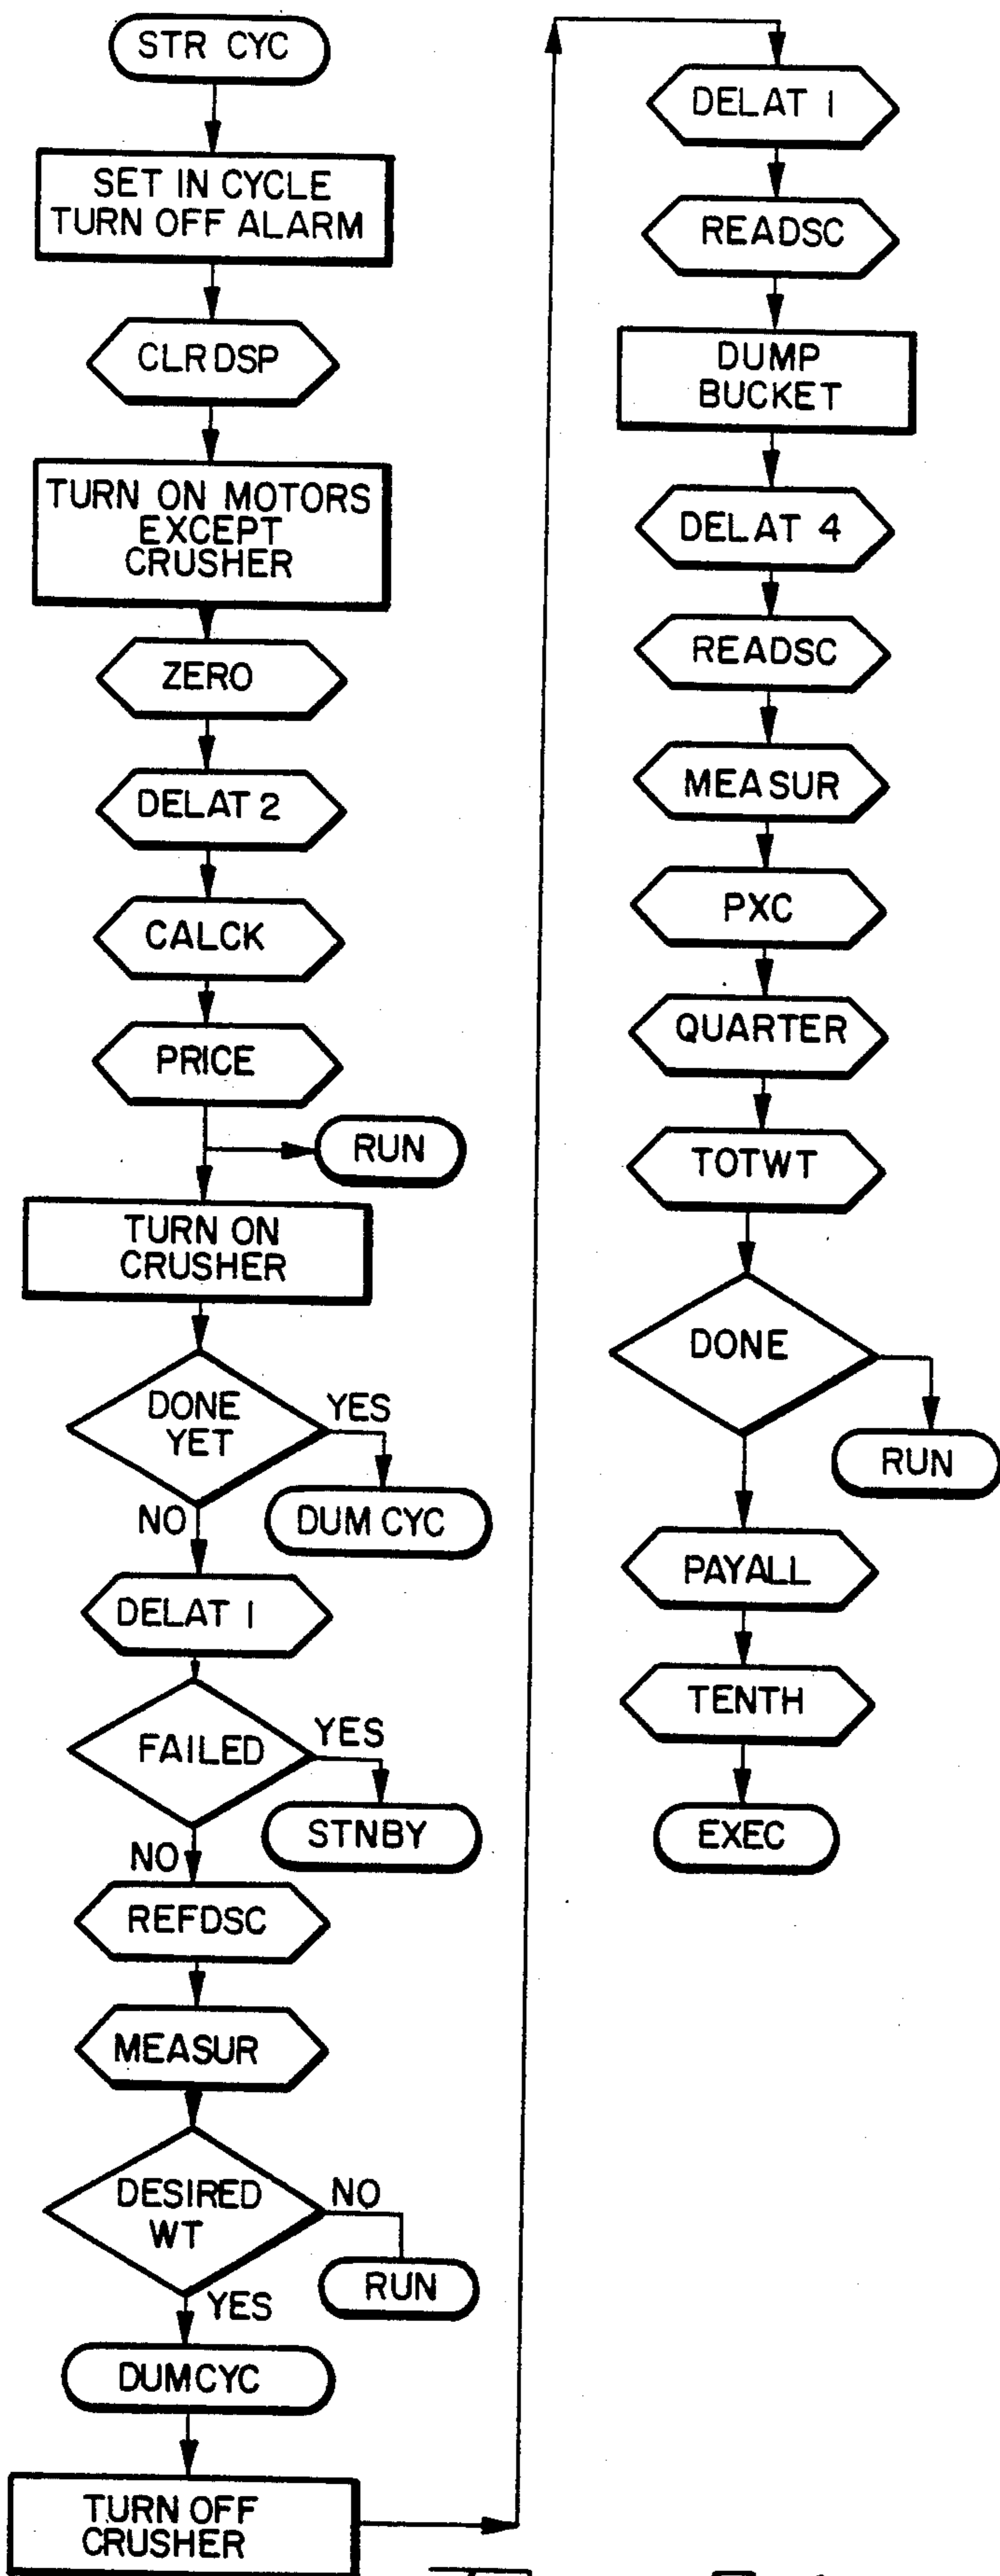 STR CYC
SET IN CYCLE
TURN OFF ALARM
CLRDSP
TURN ON MOTORS
EXCEPT
CRUSHER
ZERO
DELAT 2
CALCK
PRICE
RUN
TURN ON
CRUSHER
DONE
YET
YES
NO
DUM CYC
DELAT 1
FAILED
YES
STNBY
NO
REFDSC
MEASUR
DESIRED
WT
NO
RUN
YES
DUMCYC
TURN OFF
CRUSHER
DELAT 1
READSC
DUMP
BUCKET
DELAT 4
READSC
MEASUR
PXC
QUARTER
TOTWT
DONE
RUN
PAYALL
TENTH
EXEC